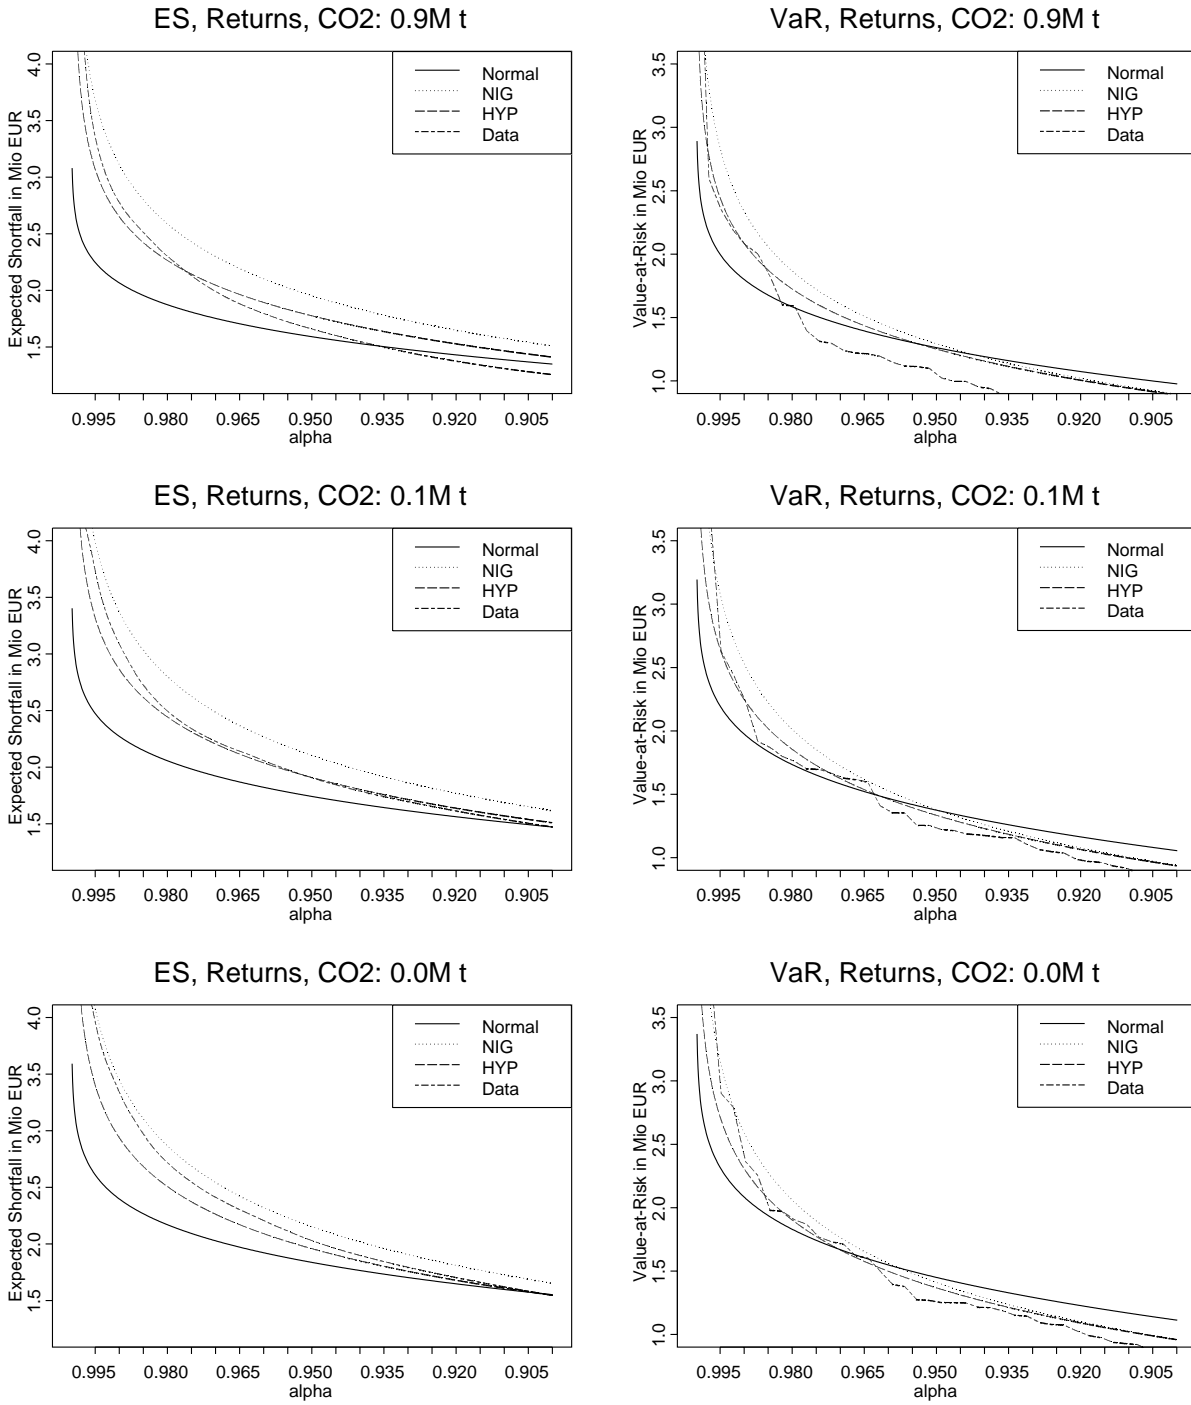 ES, Returns, CO2: 0.9M t
Expected Shortfall in Mio EUR
4.0
3.5
3.0
2.5
2.0
1.5
Normal
NIG
HYP
Data
0.995 0.980 0.965 0.950 0.935 0.920 0.905
alpha
VaR, Returns, CO2: 0.9M t
Value-at-Risk in Mio EUR
3.5
3.0
2.5
2.0
1.5
1.0
Normal
NIG
HYP
Data
0.995 0.980 0.965 0.950 0.935 0.920 0.905
alpha
ES, Returns, CO2: 0.1M t
Expected Shortfall in Mio EUR
4.0
3.5
3.0
2.5
2.0
1.5
Normal
NIG
HYP
Data
0.995 0.980 0.965 0.950 0.935 0.920 0.905
alpha
VaR, Returns, CO2: 0.1M t
Value-at-Risk in Mio EUR
3.5
3.0
2.5
2.0
1.5
1.0
Normal
NIG
HYP
Data
0.995 0.980 0.965 0.950 0.935 0.920 0.905
alpha
ES, Returns, CO2: 0.0M t
Expected Shortfall in Mio EUR
4.0
3.5
3.0
2.5
2.0
1.5
Normal
NIG
HYP
Data
0.995 0.980 0.965 0.950 0.935 0.920 0.905
alpha
VaR, Returns, CO2: 0.0M t
Value-at-Risk in Mio EUR
3.5
3.0
2.5
2.0
1.5
1.0
Normal
NIG
HYP
Data
0.995 0.980 0.965 0.950 0.935 0.920 0.905
alpha